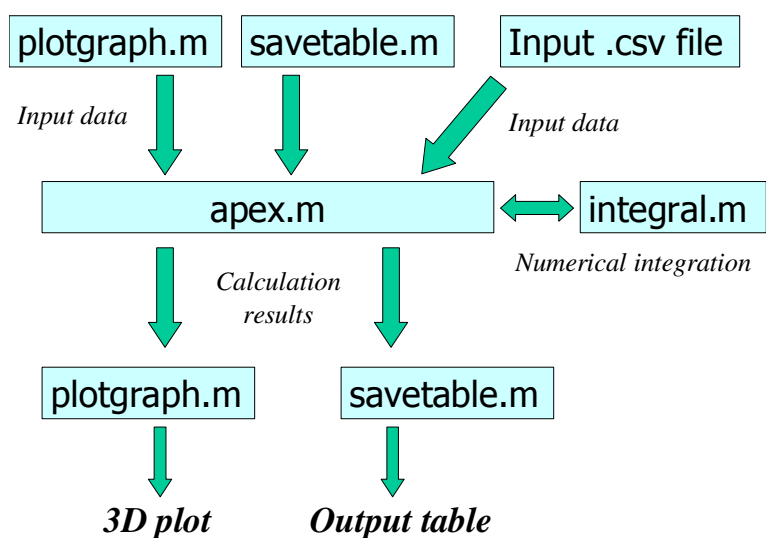 plotgraph.m
savetable.m
Input .csv file
Input data
Input data
apex.m
integral.m
Numerical integration
Calculation
results
plotgraph.m
savetable.m
3D plot
Output table